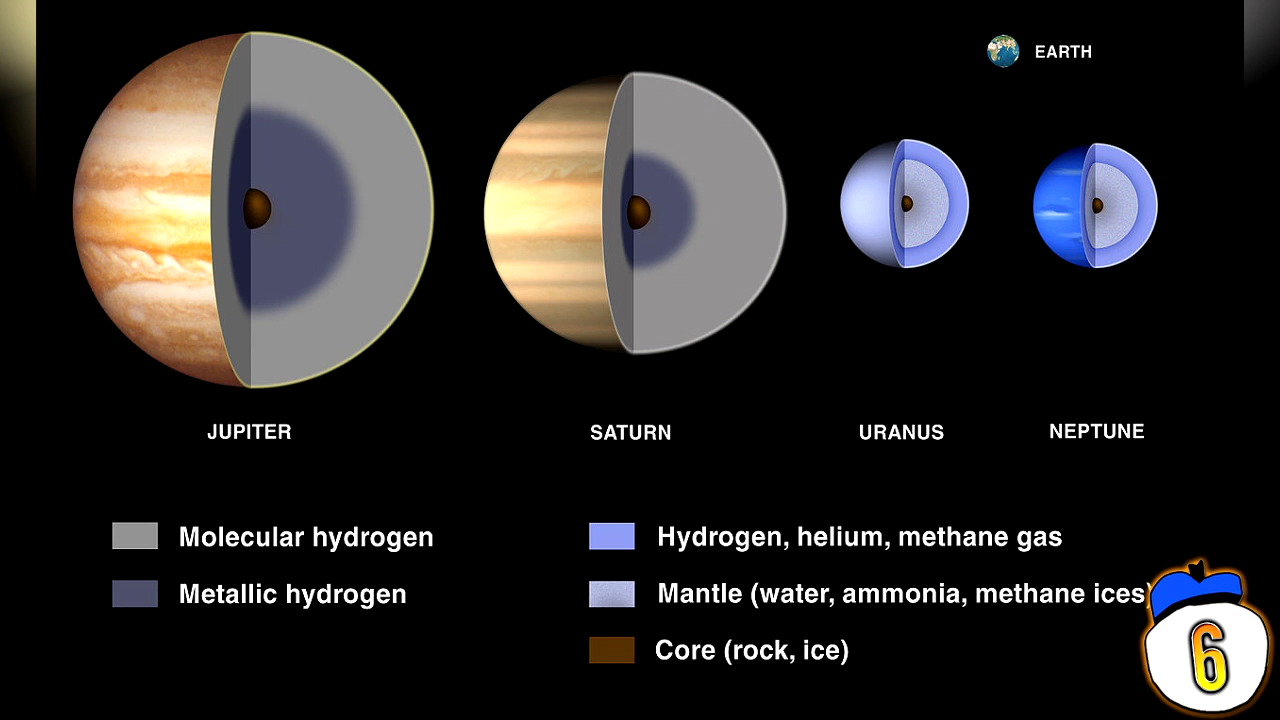 EARTH
JUPITER
SATURN
URANUS
NEPTUNE
Molecular hydrogen
Metallic hydrogen
Hydrogen, helium, methane gas
Mantle (water, ammonia, methane ices)
Core (rock, ice)
6